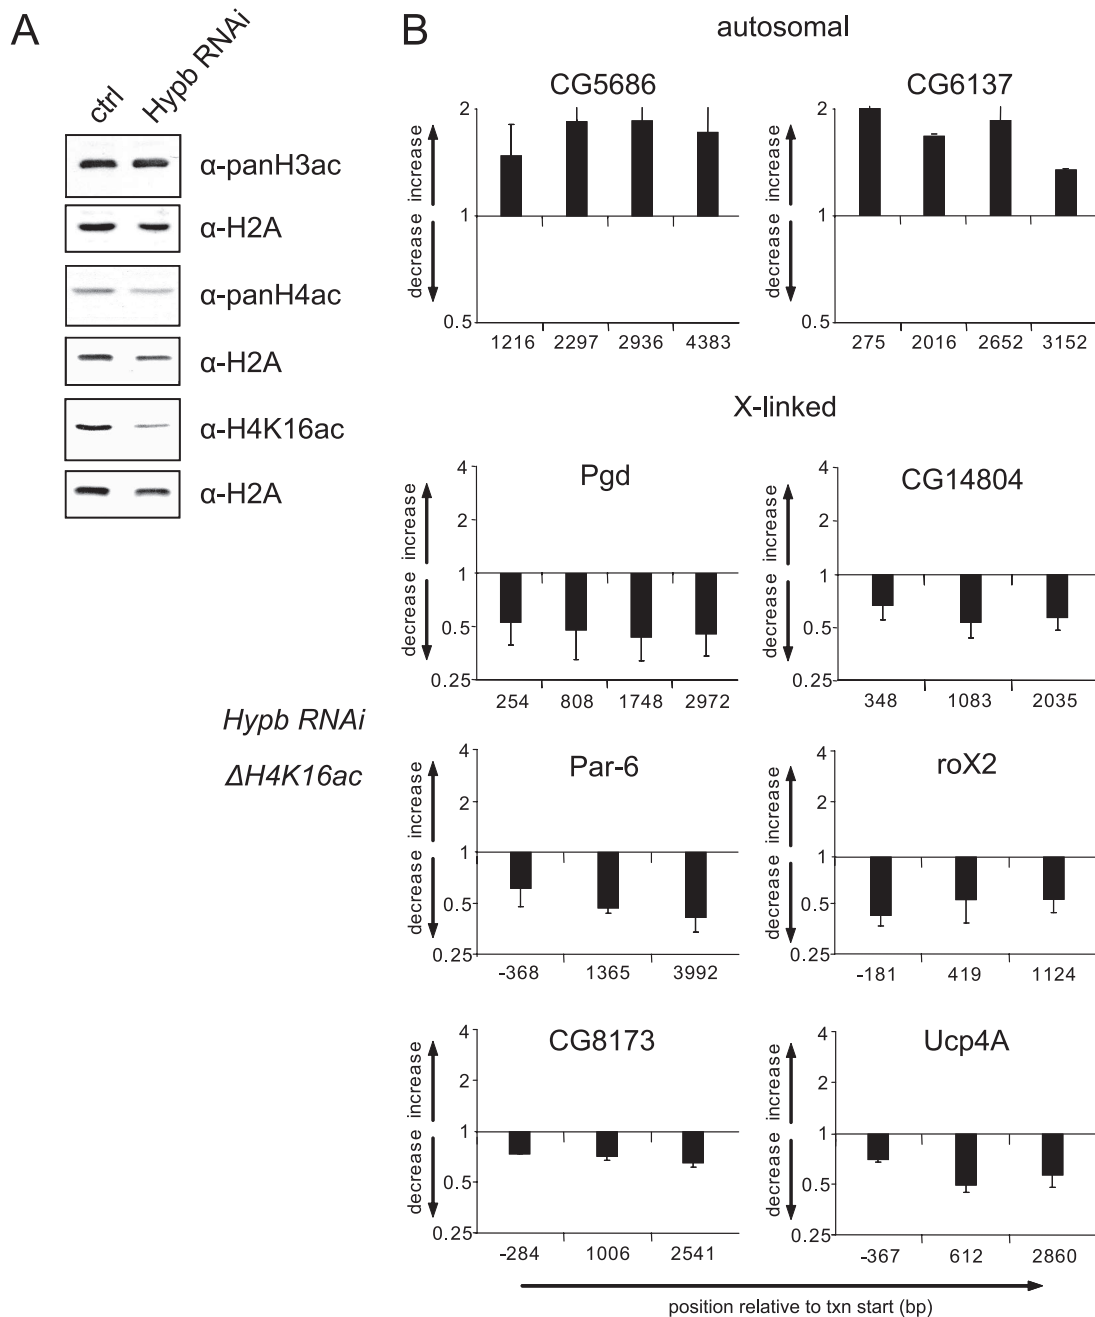 A
ctrl
Hypb RNAi
α-panH3ac
α-H2A
α-panH4ac
α-H2A
α-H4K16ac
α-H2A
Hypb RNAi
ΔH4K16ac
B
autosomal
CG5686
2
1
0.5
increase
decrease
1216 2297 2936 4383
CG6137
2
1
0.5
increase
decrease
275 2016 2652 3152
X-linked
Pgd
4
2
1
0.5
0.25
increase
decrease
254 808 1748 2972
CG14804
4
2
1
0.5
0.25
increase
decrease
348 1083 2035
Par-6
4
2
1
0.5
0.25
increase
decrease
-368 1365 3992
roX2
4
2
1
0.5
0.25
increase
decrease
-181 419 1124
CG8173
4
2
1
0.5
0.25
increase
decrease
-284 1006 2541
Ucp4A
4
2
1
0.5
0.25
increase
decrease
-367 612 2860
position relative to txn start (bp)